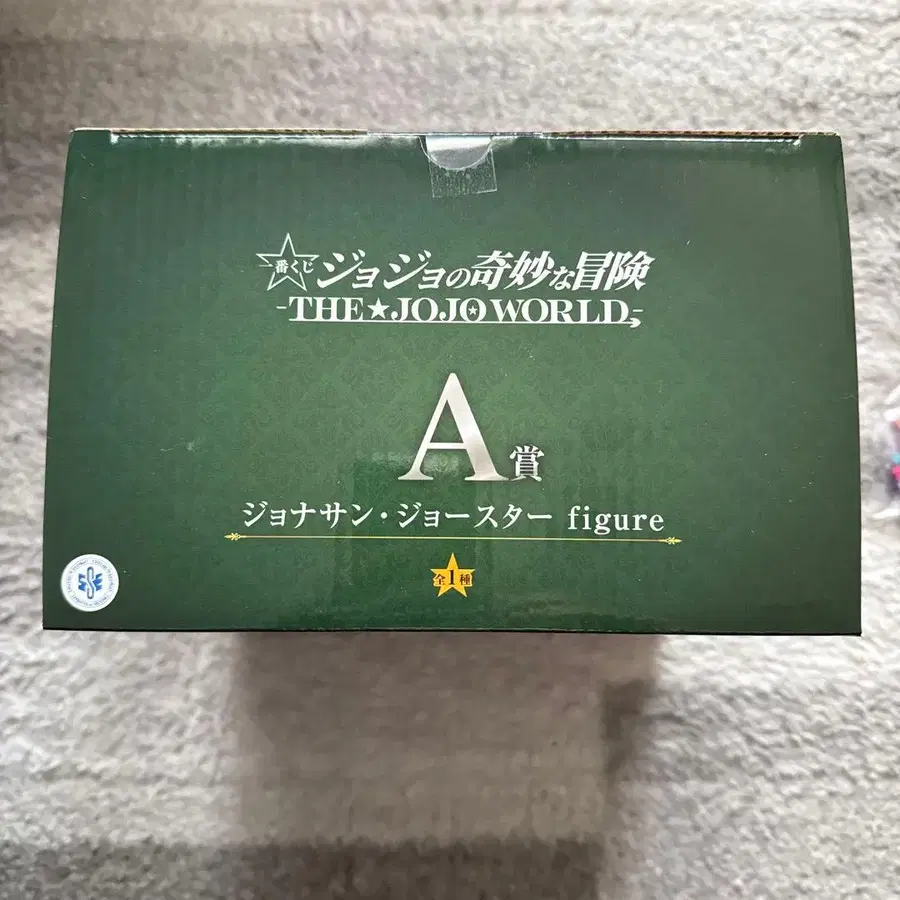 一番くじ ジョジョの奇妙な冒険
-THE★JOJO WORLD-
A賞
ジョナサン・ジョースター figure
全1種